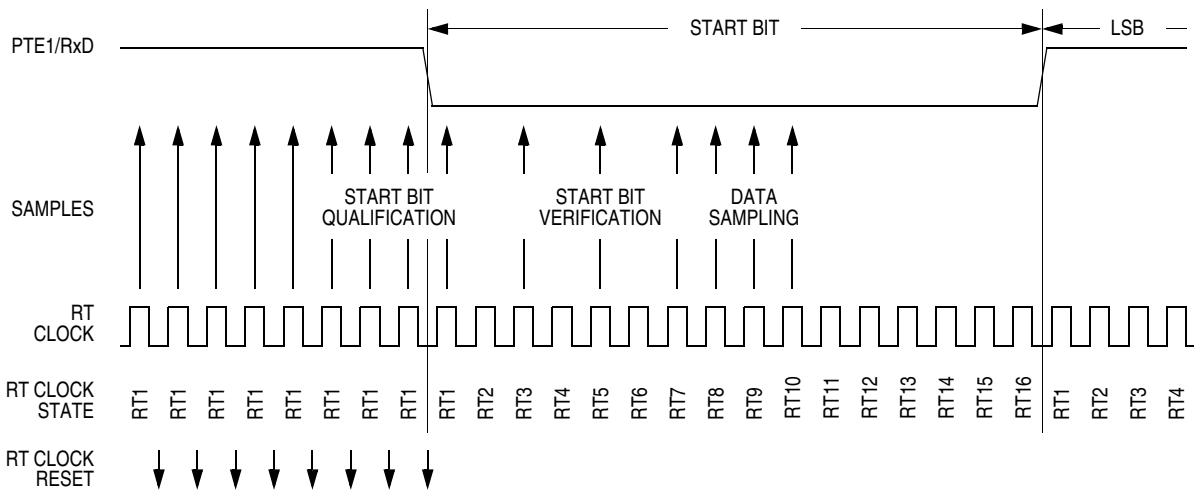 START BIT
LSB
PTE1/RxD
SAMPLES
START BIT
QUALIFICATION
START BIT
VERIFICATION
DATA
SAMPLING
RT
CLOCK
RT CLOCK
STATE
RT1 RT1 RT1 RT1 RT1 RT1 RT1 RT1 RT1 RT2 RT3 RT4 RT5 RT6 RT7 RT8 RT9 RT10 RT11 RT12 RT13 RT14 RT15 RT16 RT1 RT2 RT3 RT4
RT CLOCK
RESET